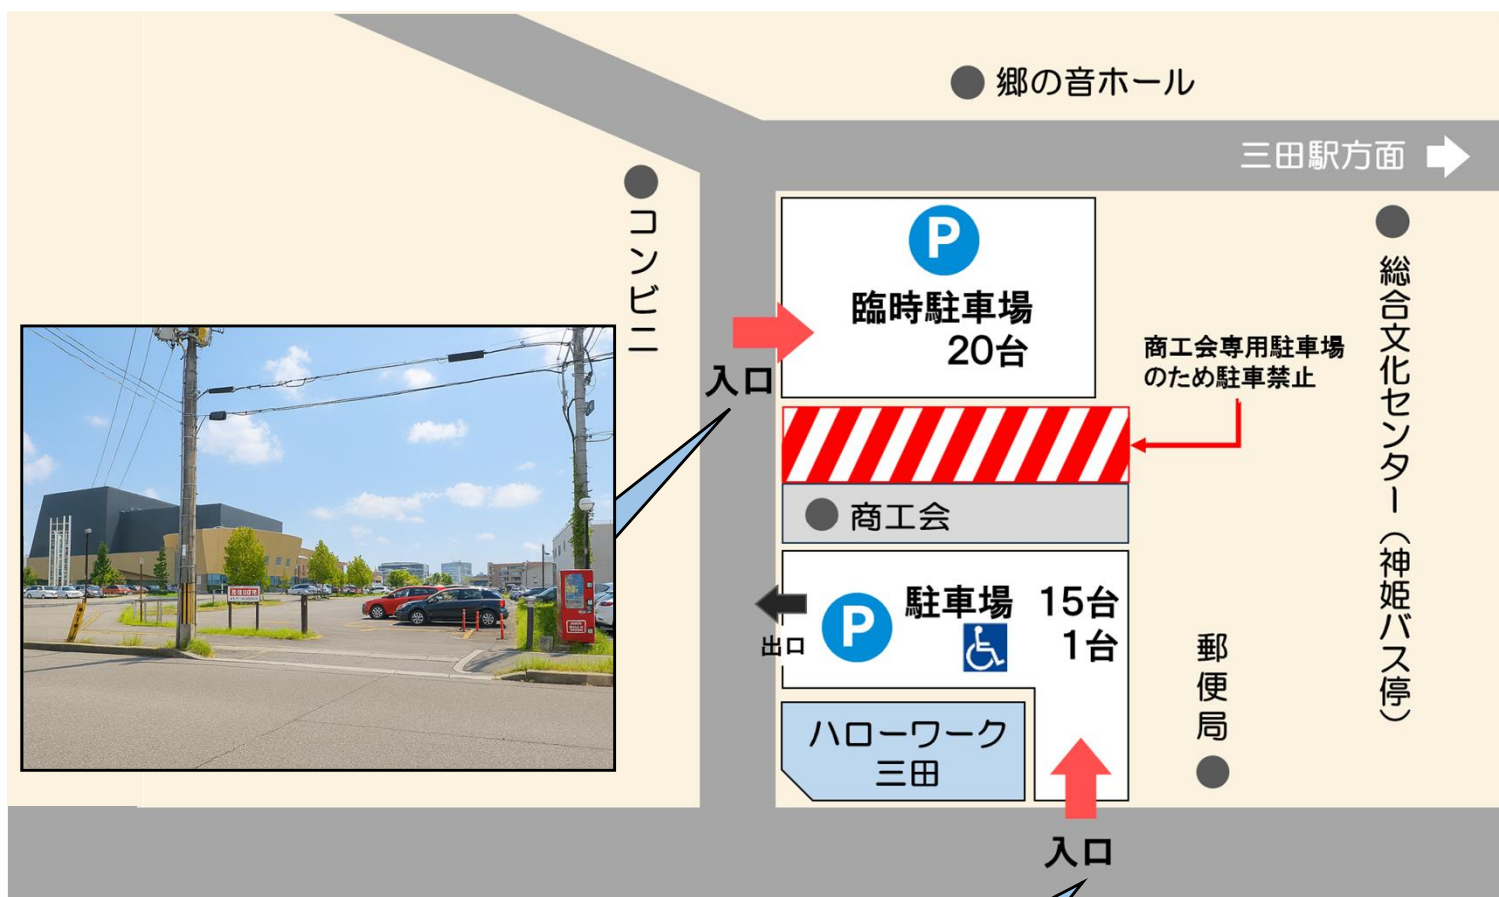 郷の音ホール
三田駅方面
コンビニ
P
臨時駐車場
20台
入口
商工会専用駐車場
のため駐車禁止
総合文化センター（神姫バス停）
商工会
P
駐車場 15台
1台
出口
郵便局
ハローワーク
三田
入口